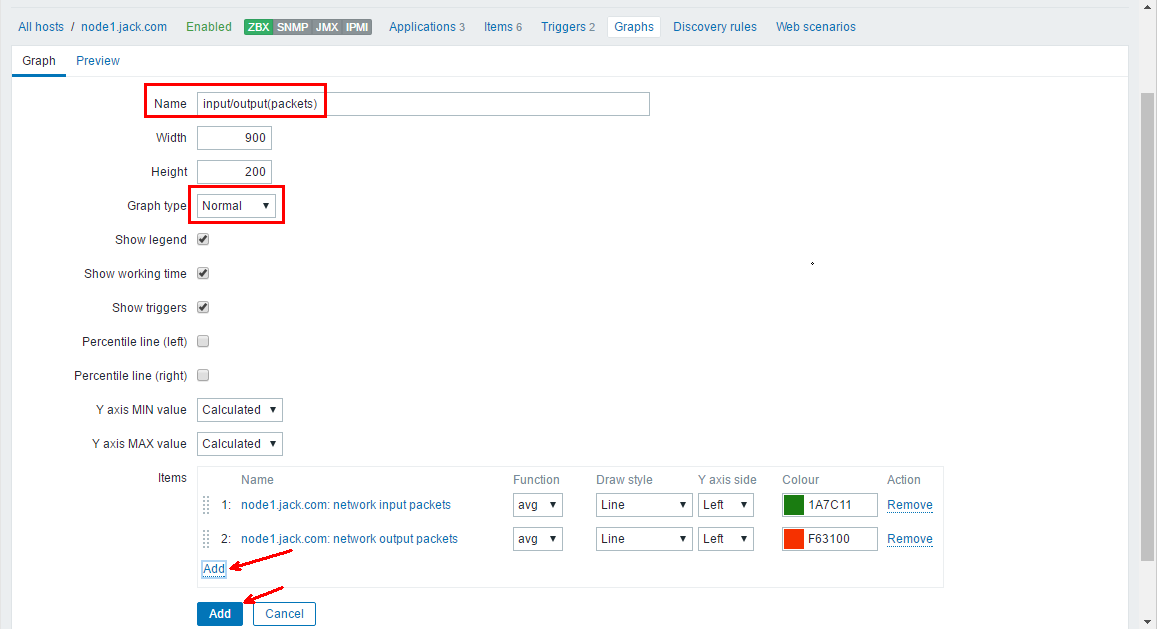 All hosts / node1.jack.com Enabled ZBX SNMP JMX IPMI Applications 3 Items 6 Triggers 2 Graphs Discovery rules Web scenarios
Graph Preview
Name input/output(packets)
Width 900
Height 200
Graph type Normal
Show legend
Show working time
Show triggers
Percentile line (left)
Percentile line (right)
Y axis MIN value Calculated
Y axis MAX value Calculated
Items Name Function Draw style Y axis side Colour Action
1: node1.jack.com: network input packets avg Line Left 1A7C11 Remove
2: node1.jack.com: network output packets avg Line Left F63100 Remove
Add
Add Cancel